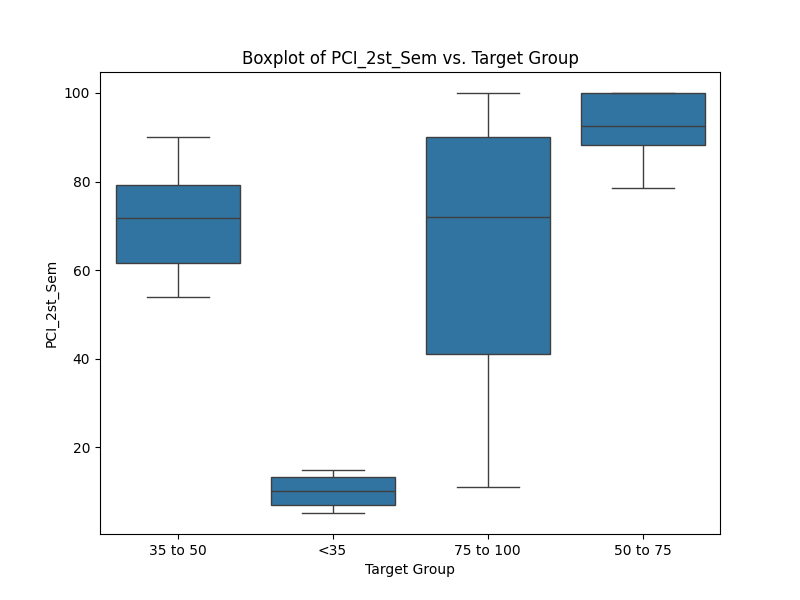 Boxplot of PCI_2st_Sem vs. Target Group
PCI_2st_Sem
100
80
60
40
20
35 to 50
<35
75 to 100
50 to 75
Target Group